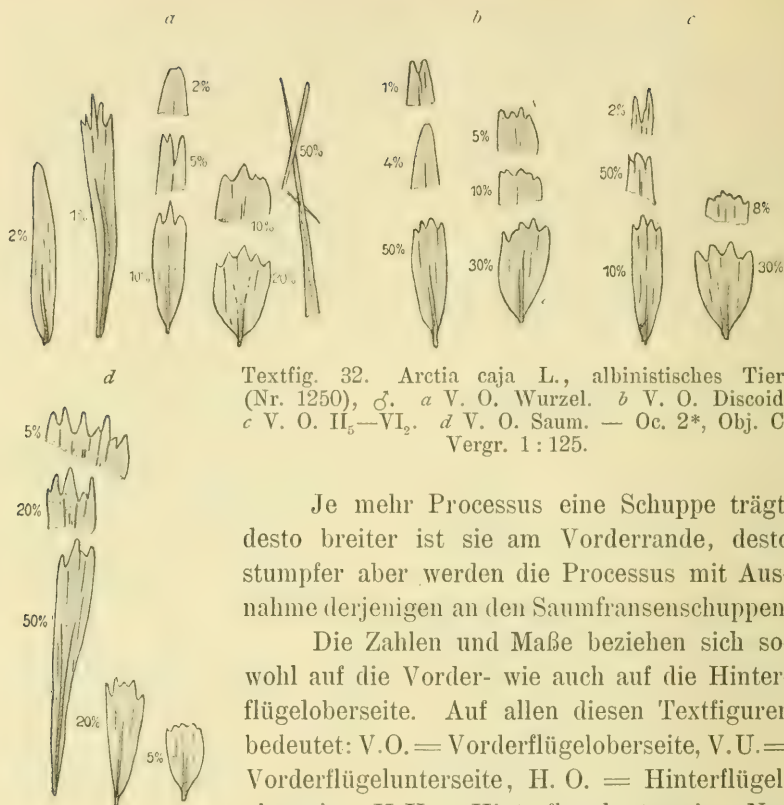 a b c
2%
1%
2%
5%
10%
10%
20%
50%
1%
4%
50%
5%
10%
30%
2%
50%
10%
8%
30%
d
5%
20%
50%
20%
5%
Textfig. 32. Arctia caja L., albinistisches Tier
(Nr. 1250), ♂. a V. O. Wurzel. b V. O. Discoid
c V. O. II₅—VI₂. d V. O. Saum. — Oc. 2*, Obj. C
Vergr. 1 : 125.
Je mehr Processus eine Schuppe trägt
desto breiter ist sie am Vorderrande, desto
stumpfer aber werden die Processus mit Aus
nahme derjenigen an den Saumfransenschuppen
Die Zahlen und Maße beziehen sich so
wohl auf die Vorder- wie auch auf die Hinter
flügeloberseite. Auf allen diesen Textfiguren
bedeutet: V.O. = Vorderflügeloberseite, V.U. =
Vorderflügelunterseite, H. O. = Hinterflügel